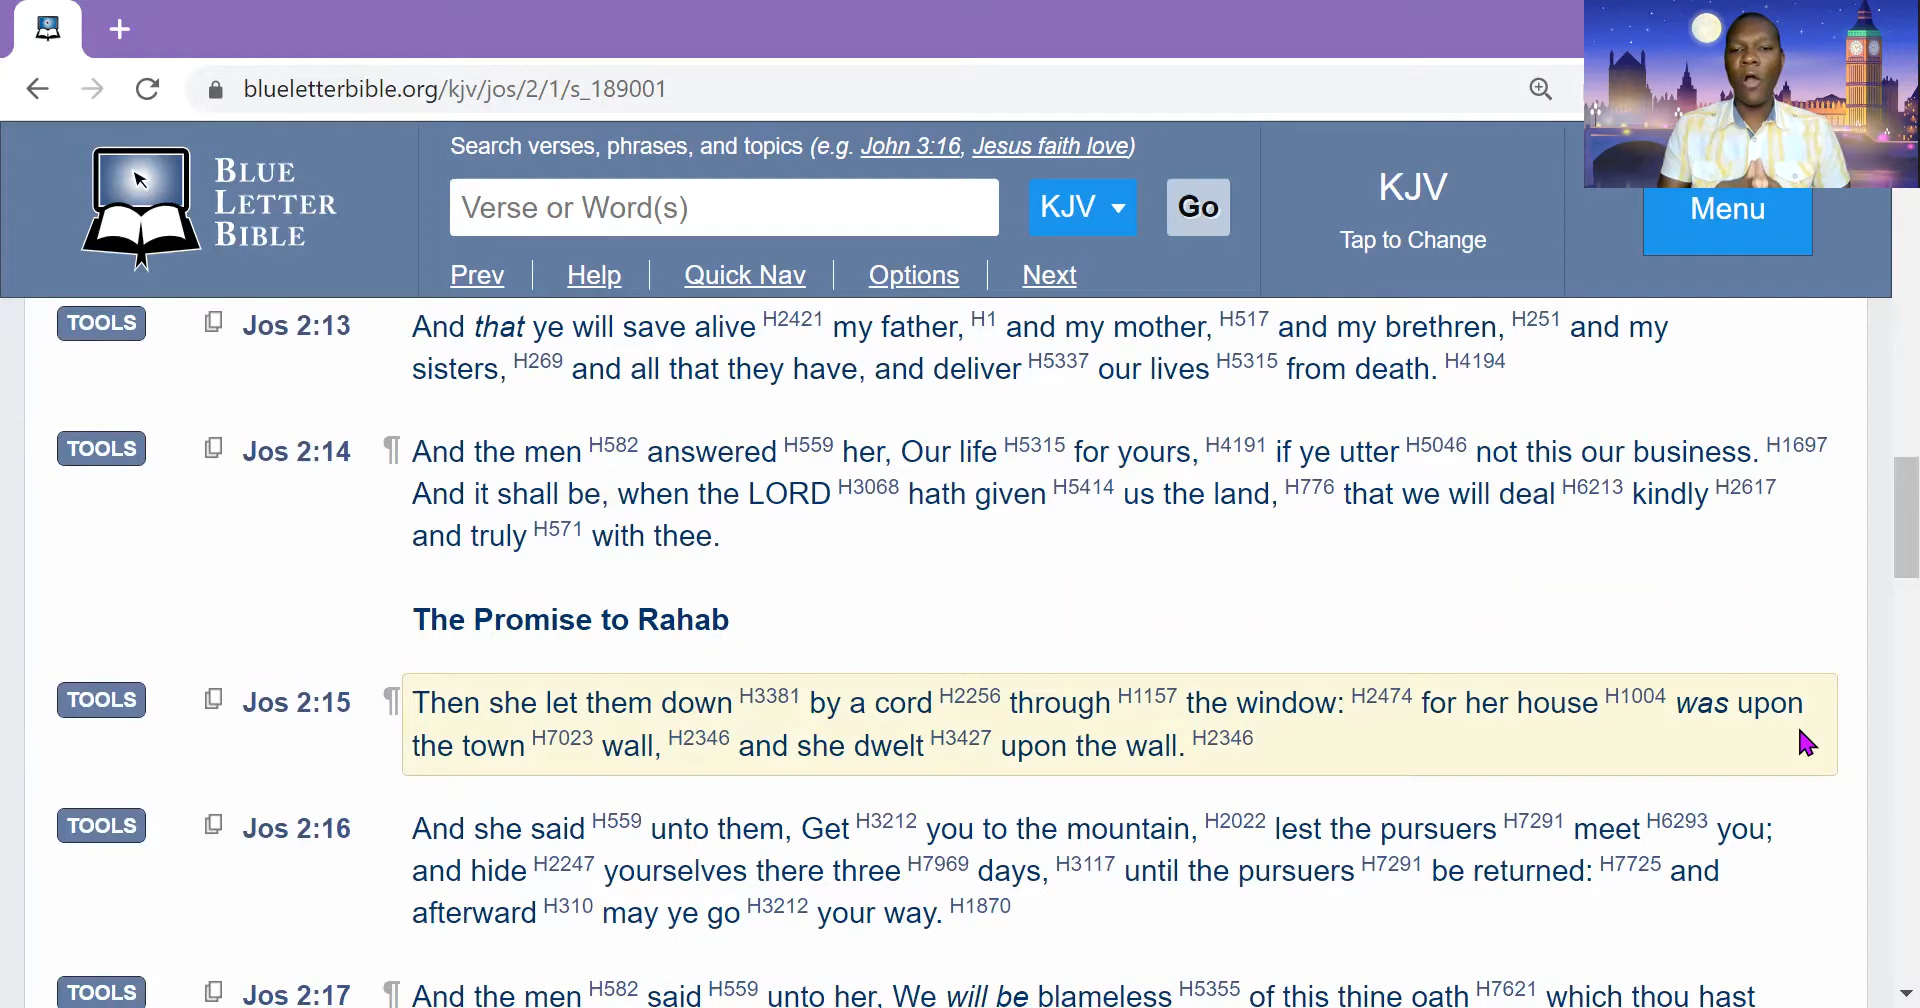 blueletterbible.org/kjv/jos/2/1/s_189001
BLUE
LETTER
BIBLE
Search verses, phrases, and topics (e.g. John 3:16, Jesus faith love)
Verse or Word(s)
KJV
Go
Prev
Help
Quick Nav
Options
Next
KJV
Tap to Change
Menu
TOOLS Jos 2:13 And that ye will save alive H2421 my father, H1 and my mother, H517 and my brethren, H251 and my
sisters, H269 and all that they have, and deliver H5337 our lives H5315 from death. H4194
TOOLS Jos 2:14 ¶ And the men H582 answered H559 her, Our life H5315 for yours, H4191 if ye utter H5046 not this our business. H1697
And it shall be, when the LORD H3068 hath given H5414 us the land, H776 that we will deal H6213 kindly H2617
and truly H571 with thee.
The Promise to Rahab
TOOLS Jos 2:15 ¶ Then she let them down H3381 by a cord H2256 through H1157 the window: H2474 for her house H1004 was upon
the town H7023 wall, H2346 and she dwelt H3427 upon the wall. H2346
TOOLS Jos 2:16 And she said H559 unto them, Get H3212 you to the mountain, H2022 lest the pursuers H7291 meet H6293 you;
and hide H2247 yourselves there three H7969 days, H3117 until the pursuers H7291 be returned: H7725 and
afterward H310 may ye go H3212 your way. H1870
TOOLS Jos 2:17 ¶ And the men H582 said H559 unto her, We will be blameless H5355 of this thine oath H7621 which thou hast